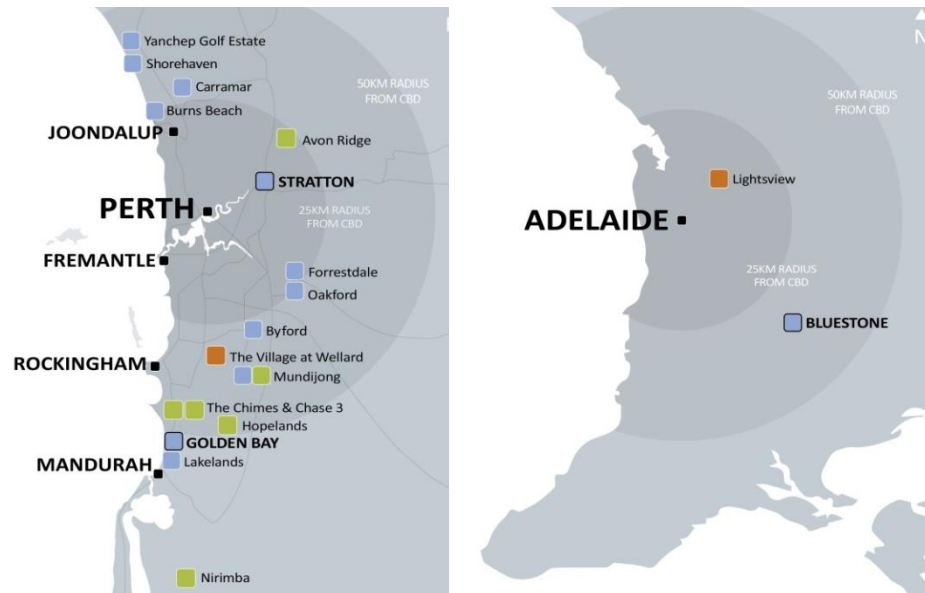 Yanchep Golf Estate
Shorehaven
50KM RADIUS
FROM CBD
Carramar
Burns Beach
JOONDALUP
Avon Ridge
STRATTON
PERTH
25KM RADIUS
FROM CBD
FREMANTLE
Forrestdale
Oakford
Byford
The Village at Wellard
ROCKINGHAM
Mundijong
The Chimes & Chase 3
Hopelands
GOLDEN BAY
MANDURAH
Lakelands
Nirimba
N
50KM RADIUS
FROM CBD
Lightsview
ADELAIDE
25KM RADIUS
FROM CBD
BLUESTONE